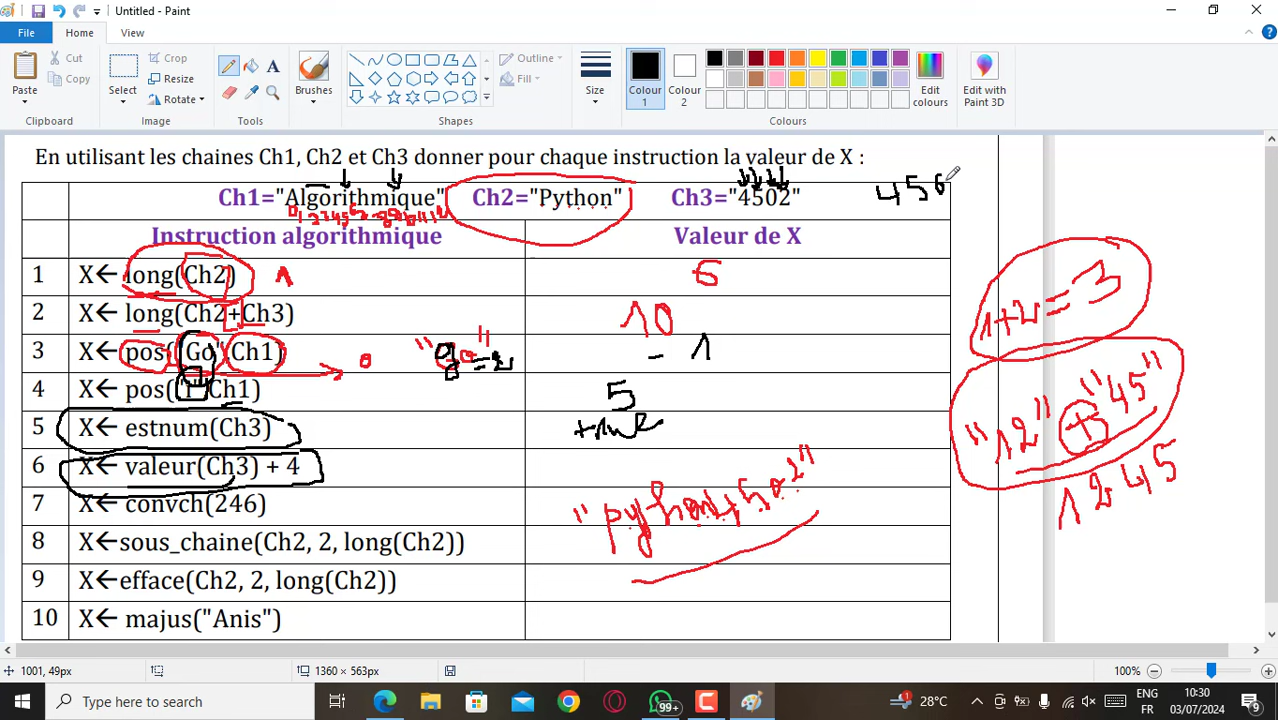 Untitled - Paint
File Home View
Paste Cut Copy Clipboard
Select Crop Resize Rotate Image
Tools
Brushes
Outline Fill Shapes
Size
Colour 1 Colour 2 Edit colours Colours
Edit with Paint 3D
En utilisant les chaines Ch1, Ch2 et Ch3 donner pour chaque instruction la valeur de X :
Ch1="Algorithmique" Ch2="Python" Ch3="4502" 456
Instruction algorithmique Valeur de X
1 X← long(Ch2) 6
2 X← long(Ch2+Ch3) 10
3 X← pos("Go",Ch1) - 1
4 X← pos( Ch1) 5
5 X← estnum(Ch3) true
6 X← valeur(Ch3) + 4
7 X← convch(246) "python4502"
8 X←sous_chaine(Ch2, 2, long(Ch2))
9 X←efface(Ch2, 2, long(Ch2))
10 X← majus("Anis")
1+2=3
"12" + "45"
1245
1001, 49px 1360 × 563px 100%
Type here to search 99+ 28°C ENG FR 10:30 03/07/2024 9